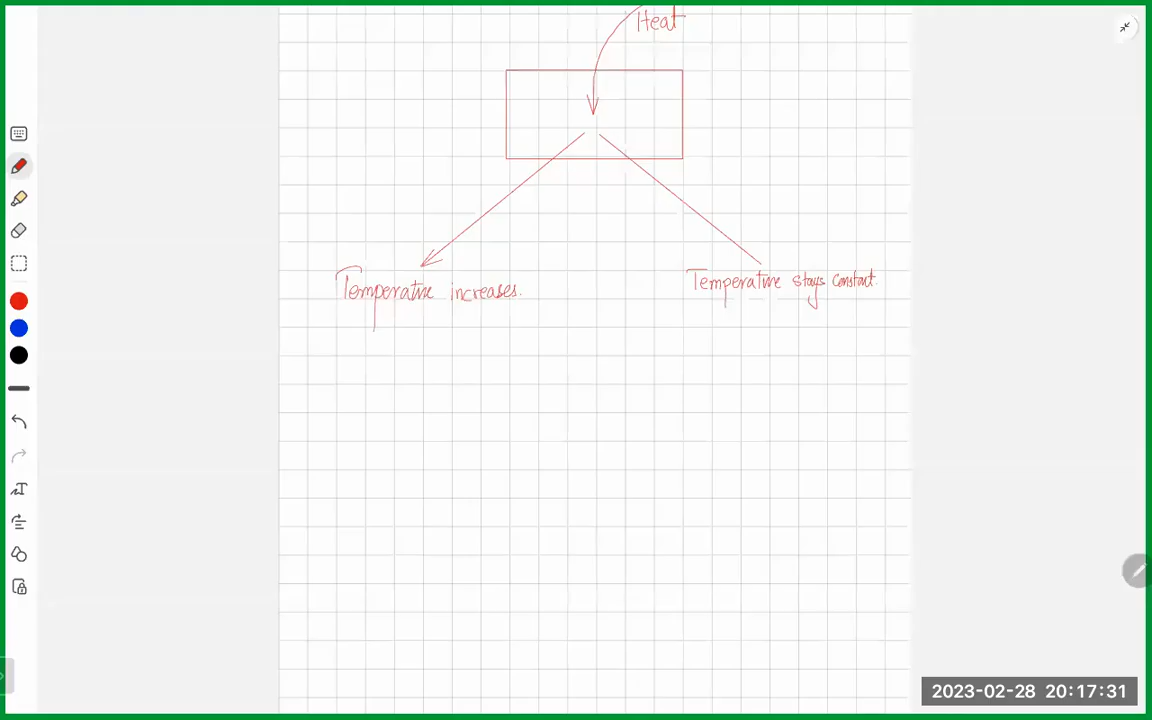 Heat
Temperature increases.
Temperature stays constant.
2023-02-28 20:17:31